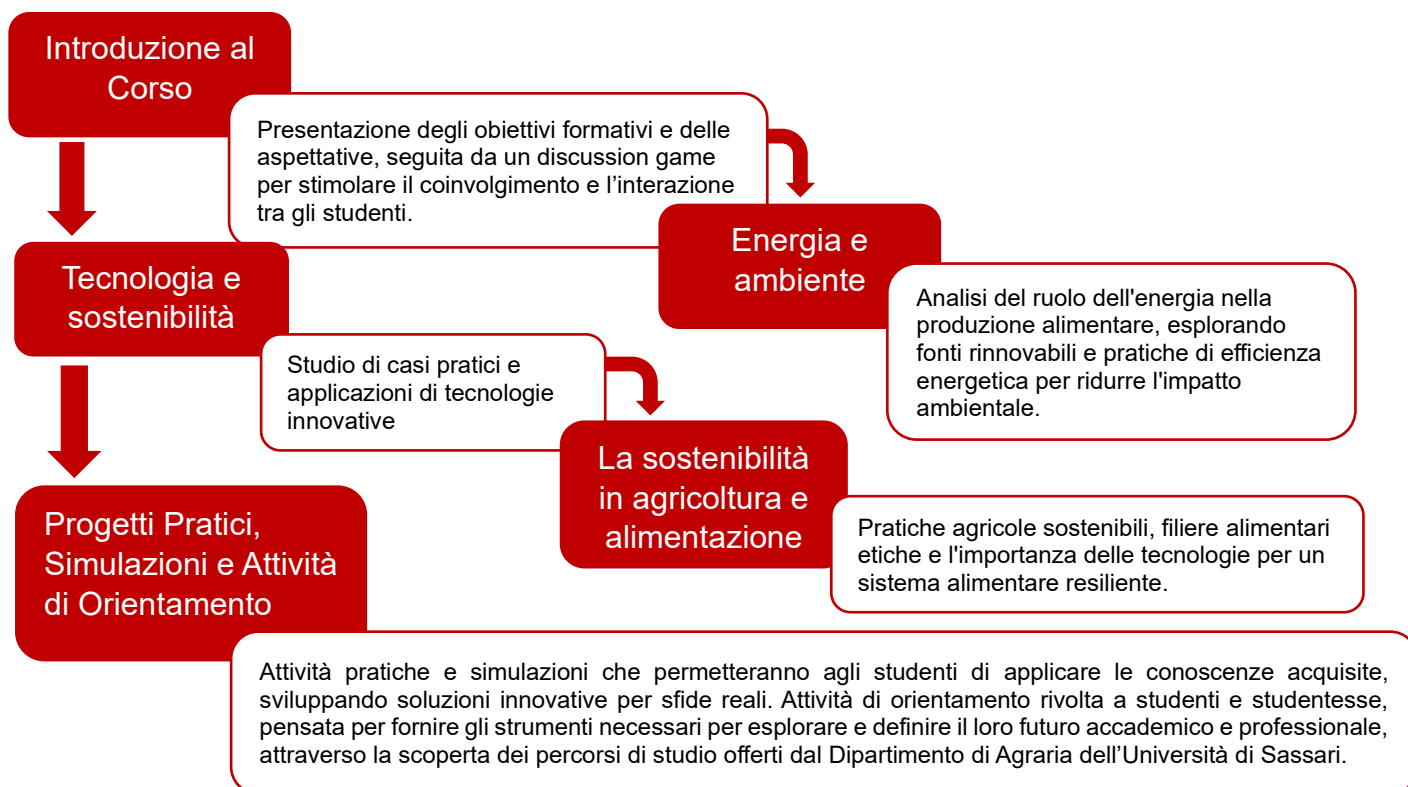 Introduzione al
Corso
Presentazione degli obiettivi formativi e delle
aspettative, seguita da un discussion game
per stimolare il coinvolgimento e l’interazione
tra gli studenti.
Energia e
ambiente
Analisi del ruolo dell'energia nella
produzione alimentare, esplorando
fonti rinnovabili e pratiche di efficienza
energetica per ridurre l'impatto
ambientale.
Tecnologia e
sostenibilità
Studio di casi pratici e
applicazioni di tecnologie
innovative
La sostenibilità
in agricoltura e
alimentazione
Pratiche agricole sostenibili, filiere alimentari
etiche e l'importanza delle tecnologie per un
sistema alimentare resiliente.
Progetti Pratici,
Simulazioni e Attività
di Orientamento
Attività pratiche e simulazioni che permetteranno agli studenti di applicare le conoscenze acquisite,
sviluppando soluzioni innovative per sfide reali. Attività di orientamento rivolta a studenti e studentesse,
pensata per fornire gli strumenti necessari per esplorare e definire il loro futuro accademico e professionale,
attraverso la scoperta dei percorsi di studio offerti dal Dipartimento di Agraria dell’Università di Sassari.